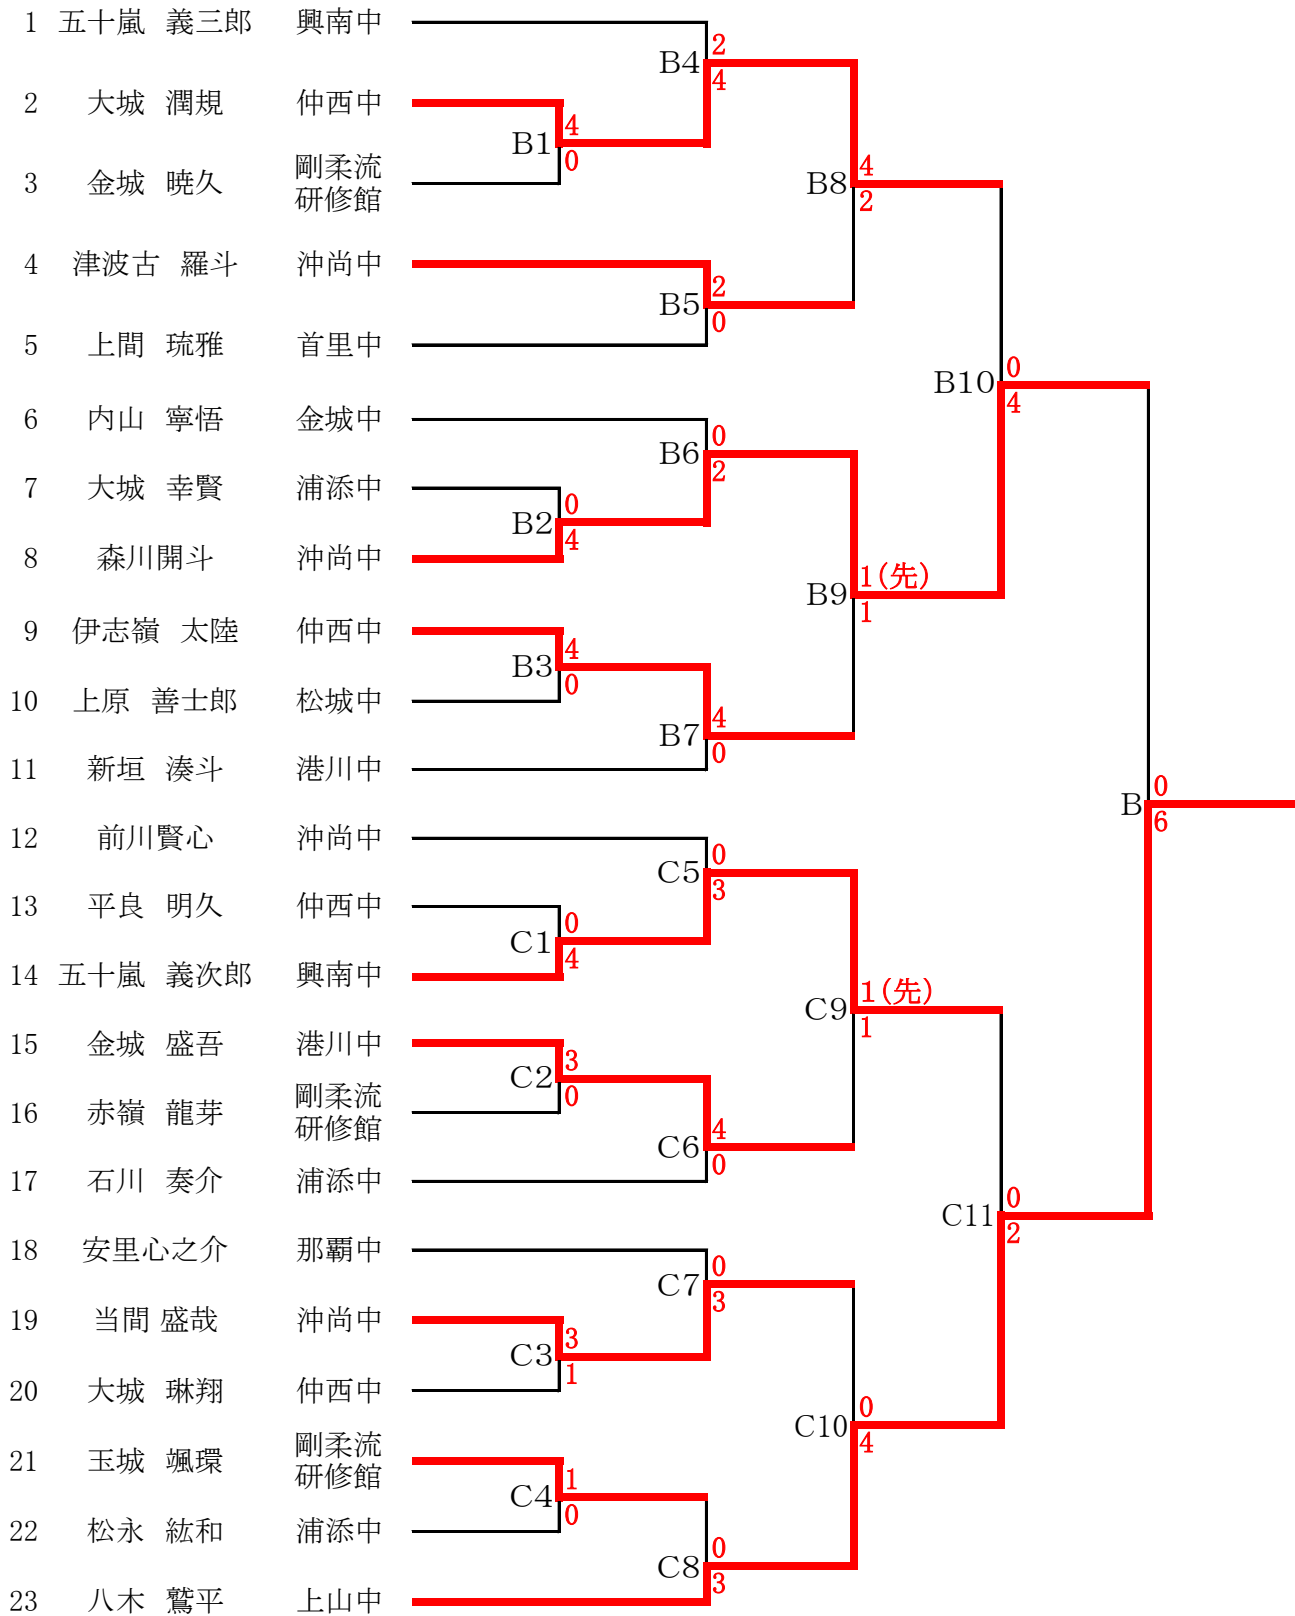 1 五十嵐 義三郎 興南中
2
B4
4
2 大城 潤規 仲西中
4
B1
0
3 金城 暁久 剛柔流
研修館
4
B8
2
4 津波古 羅斗 沖尚中
2
B5
0
5 上間 琉雅 首里中
0
B10
4
6 内山 寧悟 金城中
0
B6
2
7 大城 幸賢 浦添中
0
B2
4
8 森川開斗 沖尚中
1(先)
B9
1
9 伊志嶺 太陸 仲西中
4
B3
0
10 上原 善士郎 松城中
4
B7
0
11 新垣 湊斗 港川中
0
B
6
12 前川賢心 沖尚中
0
C5
3
13 平良 明久 仲西中
0
C1
4
14 五十嵐 義次郎 興南中
1(先)
C9
1
15 金城 盛吾 港川中
3
C2
0
16 赤嶺 龍芽 剛柔流
研修館
4
C6
0
17 石川 奏介 浦添中
0
C11
2
18 安里心之介 那覇中
0
C7
3
19 当間 盛哉 沖尚中
3
C3
1
20 大城 琳翔 仲西中
0
C10
4
21 玉城 颯環 剛柔流
研修館
1
C4
0
22 松永 紘和 浦添中
0
C8
3
23 八木 鷲平 上山中